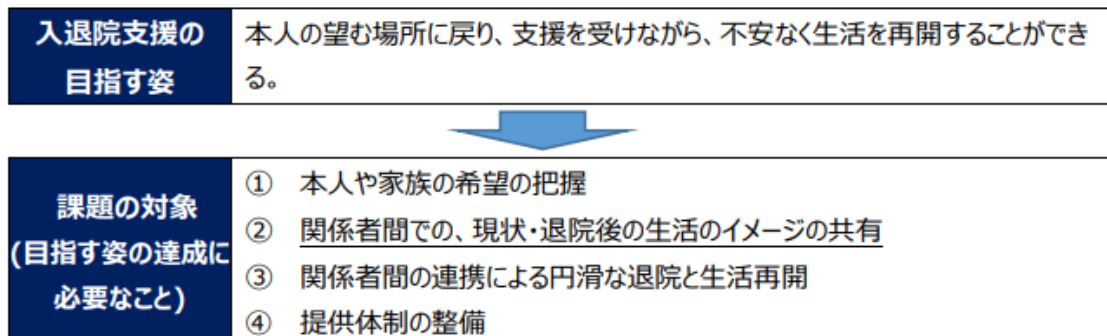 入退院支援の
目指す姿
本人の望む場所に戻り、支援を受けながら、不安なく生活を再開することができ
る。
課題の対象
(目指す姿の達成に
必要なこと)
① 本人や家族の希望の把握
② 関係者間での、現状・退院後の生活のイメージの共有
③ 関係者間の連携による円滑な退院と生活再開
④ 提供体制の整備